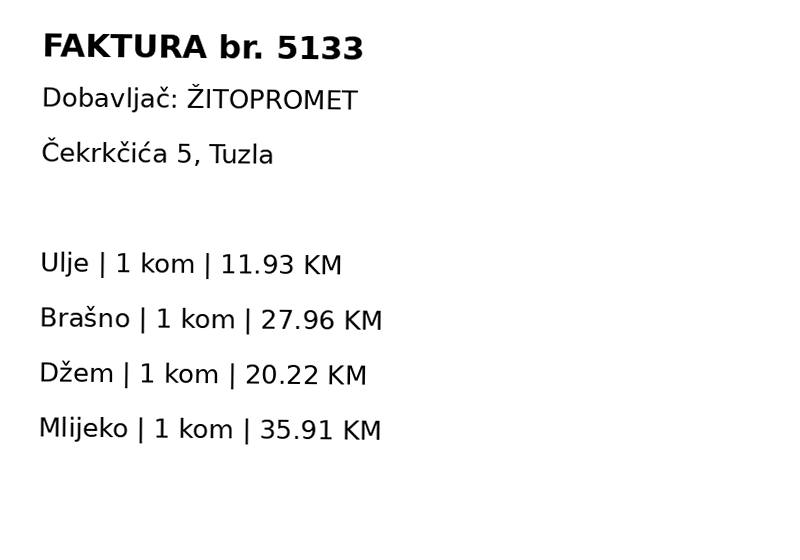 FAKTURA br. 5133
Dobavljač: ŽITOPROMET
Čekrkčića 5, Tuzla
Ulje | 1 kom | 11.93 KM
Brašno | 1 kom | 27.96 KM
Džem | 1 kom | 20.22 KM
Mlijeko | 1 kom | 35.91 KM